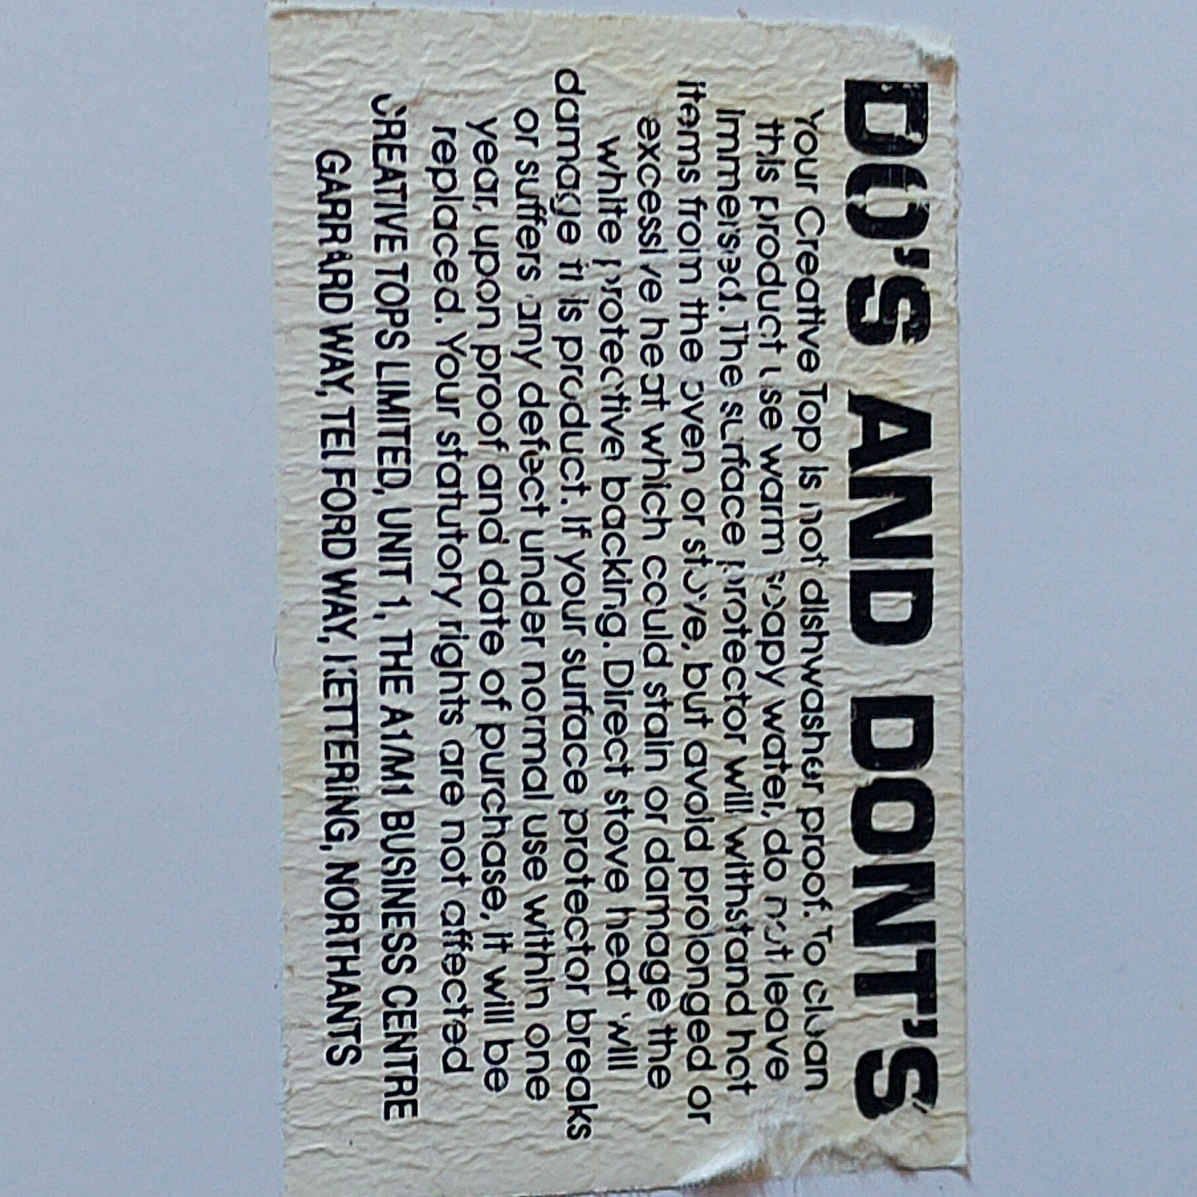 DO'S AND DONT'S
Your Creative Top is not dishwasher proof. To clean
this product use warm soapy water, do not leave
immersed. The surface protector will withstand hot
items from the oven or stove, but avoid prolonged or
excessive heat which could stain or damage the
white protective backing. Direct stove heat will
damage this product. If your surface protector breaks
or suffers any defect under normal use within one
year, upon proof and date of purchase, it will be
replaced. Your statutory rights are not affected
CREATIVE TOPS LIMITED, UNIT 1, THE A1/M1 BUSINESS CENTRE
GARRARD WAY, TELFORD WAY, KETTERING, NORTHANTS